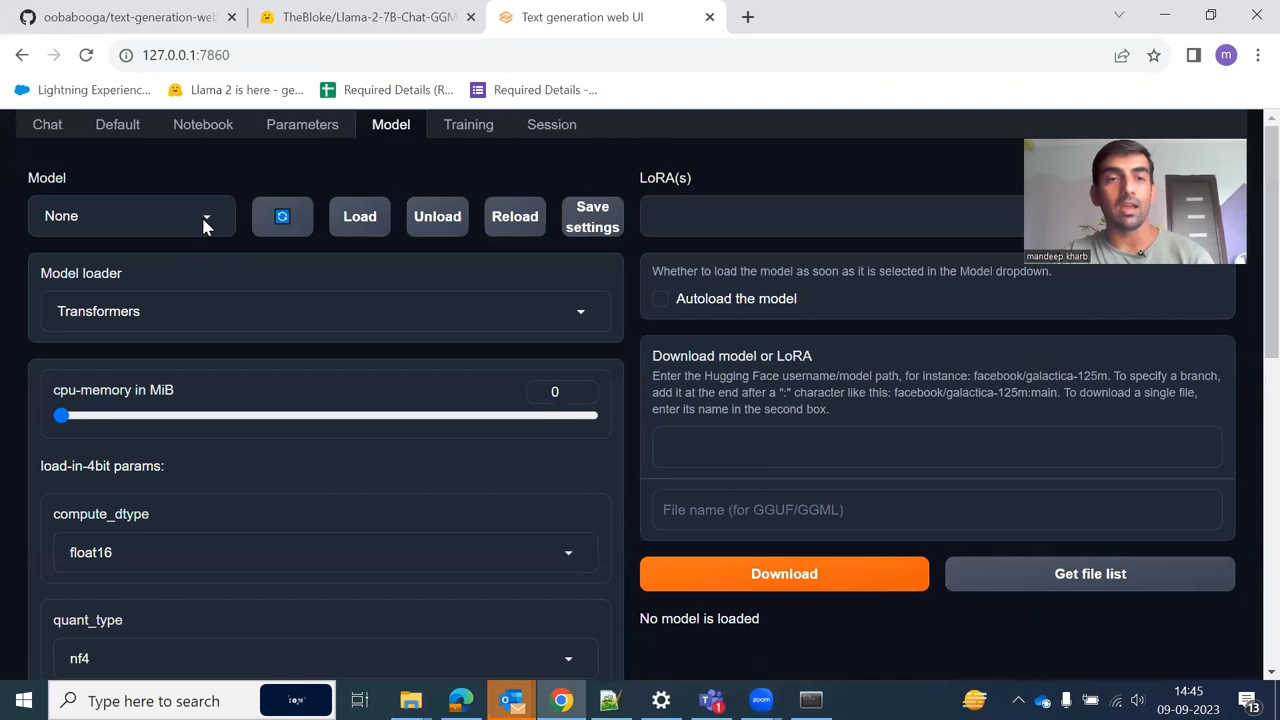 oobabooga/text-generation-web
TheBloke/Llama-2-7B-Chat-GGM
Text generation web UI
127.0.0.1:7860
m
Lightning Experienc...
Llama 2 is here - ge...
Required Details (R...
Required Details -...
Chat
Default
Notebook
Parameters
Model
Training
Session
Model
None
Load
Unload
Reload
Save settings
LoRA(s)
mandeep kharb
Model loader
Transformers
Whether to load the model as soon as it is selected in the Model dropdown.
Autoload the model
cpu-memory in MiB
0
load-in-4bit params:
compute_dtype
float16
quant_type
nf4
Download model or LoRA
Enter the Hugging Face username/model path, for instance: facebook/galactica-125m. To specify a branch,
add it at the end after a ":" character like this: facebook/galactica-125m:main. To download a single file,
enter its name in the second box.
File name (for GGUF/GGML)
Download
Get file list
No model is loaded
Type here to search
zoom
14:45
09-09-2023
13